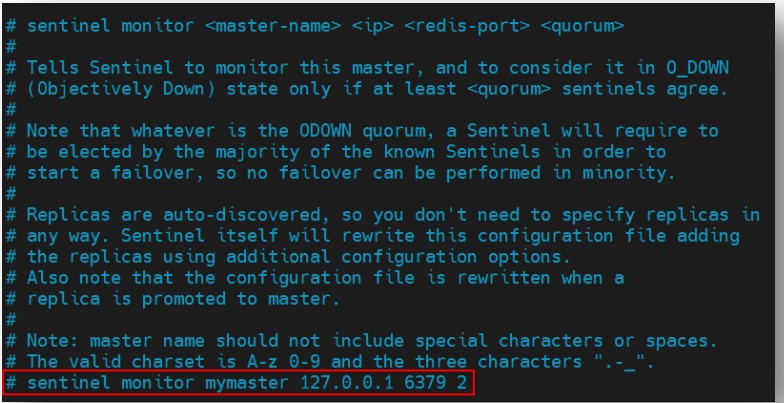 # sentinel monitor <master-name> <ip> <redis-port> <quorum>
#
# Tells Sentinel to monitor this master, and to consider it in O_DOWN
# (Objectively Down) state only if at least <quorum> sentinels agree.
#
# Note that whatever is the ODOWN quorum, a Sentinel will require to
# be elected by the majority of the known Sentinels in order to
# start a failover, so no failover can be performed in minority.
#
# Replicas are auto-discovered, so you don't need to specify replicas in
# any way. Sentinel itself will rewrite this configuration file adding
# the replicas using additional configuration options.
# Also note that the configuration file is rewritten when a
# replica is promoted to master.
#
# Note: master name should not include special characters or spaces.
# The valid charset is A-z 0-9 and the three characters ".-_".
# sentinel monitor mymaster 127.0.0.1 6379 2